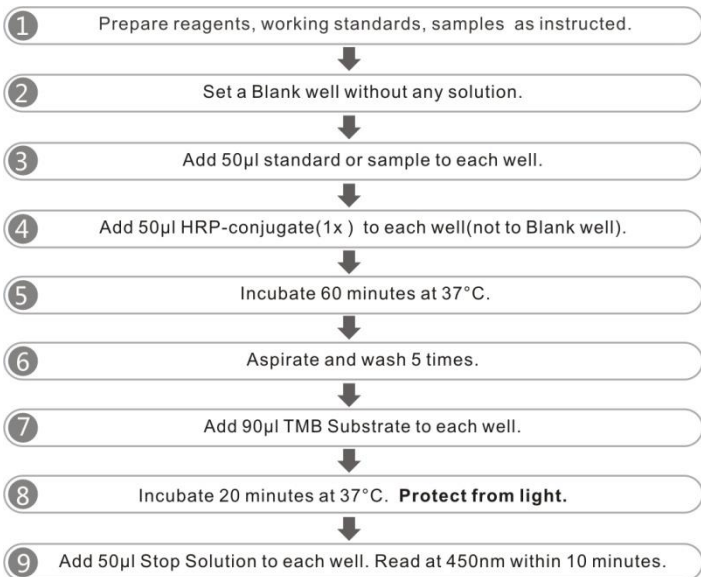 1 Prepare reagents, working standards, samples as instructed.
2 Set a Blank well without any solution.
3 Add 50μl standard or sample to each well.
4 Add 50μl HRP-conjugate(1x ) to each well(not to Blank well).
5 Incubate 60 minutes at 37°C.
6 Aspirate and wash 5 times.
7 Add 90μl TMB Substrate to each well.
8 Incubate 20 minutes at 37°C. Protect from light.
9 Add 50μl Stop Solution to each well. Read at 450nm within 10 minutes.